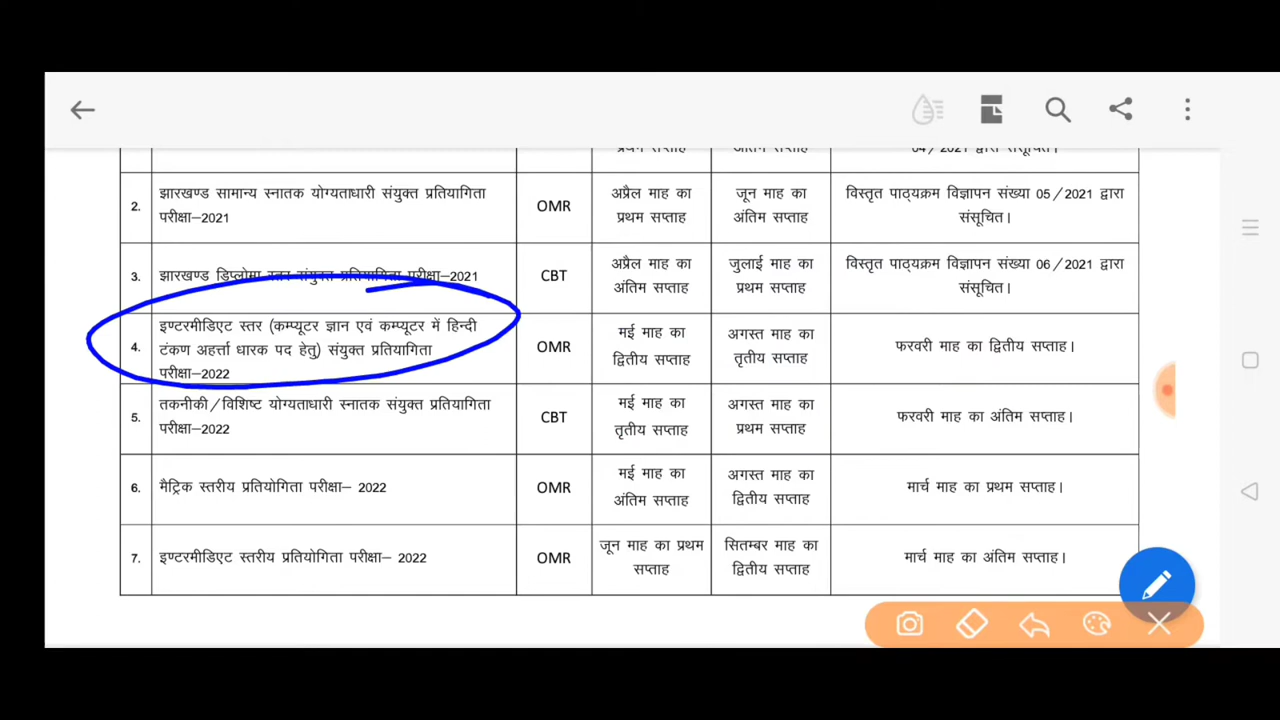 प्रथम सप्ताह
अंतिम सप्ताह
04/2021 द्वारा संसूचित।
2.
झारखण्ड सामान्य स्नातक योग्यताधारी संयुक्त प्रतियागिता
परीक्षा–2021
OMR
अप्रैल माह का
प्रथम सप्ताह
जून माह का
अंतिम सप्ताह
विस्तृत पाठ्यक्रम विज्ञापन संख्या 05/2021 द्वारा
संसूचित।
3.
झारखण्ड डिप्लोमा स्तर संयुक्त प्रतियागिता परीक्षा–2021
CBT
अप्रैल माह का
अंतिम सप्ताह
जुलाई माह का
प्रथम सप्ताह
विस्तृत पाठ्यक्रम विज्ञापन संख्या 06/2021 द्वारा
संसूचित।
4.
इण्टरमीडिएट स्तर (कम्प्यूटर ज्ञान एवं कम्प्यूटर में हिन्दी
टंकण अहर्त्ता धारक पद हेतु) संयुक्त प्रतियागिता
परीक्षा–2022
OMR
मई माह का
द्वितीय सप्ताह
अगस्त माह का
तृतीय सप्ताह
फरवरी माह का द्वितीय सप्ताह।
5.
तकनीकी/विशिष्ट योग्यताधारी स्नातक संयुक्त प्रतियागिता
परीक्षा–2022
CBT
मई माह का
तृतीय सप्ताह
अगस्त माह का
प्रथम सप्ताह
फरवरी माह का अंतिम सप्ताह।
6.
मैट्रिक स्तरीय प्रतियोगिता परीक्षा– 2022
OMR
मई माह का
अंतिम सप्ताह
अगस्त माह का
द्वितीय सप्ताह
मार्च माह का प्रथम सप्ताह।
7.
इण्टरमीडिएट स्तरीय प्रतियोगिता परीक्षा– 2022
OMR
जून माह का प्रथम
सप्ताह
सितम्बर माह का
द्वितीय सप्ताह
मार्च माह का अंतिम सप्ताह।